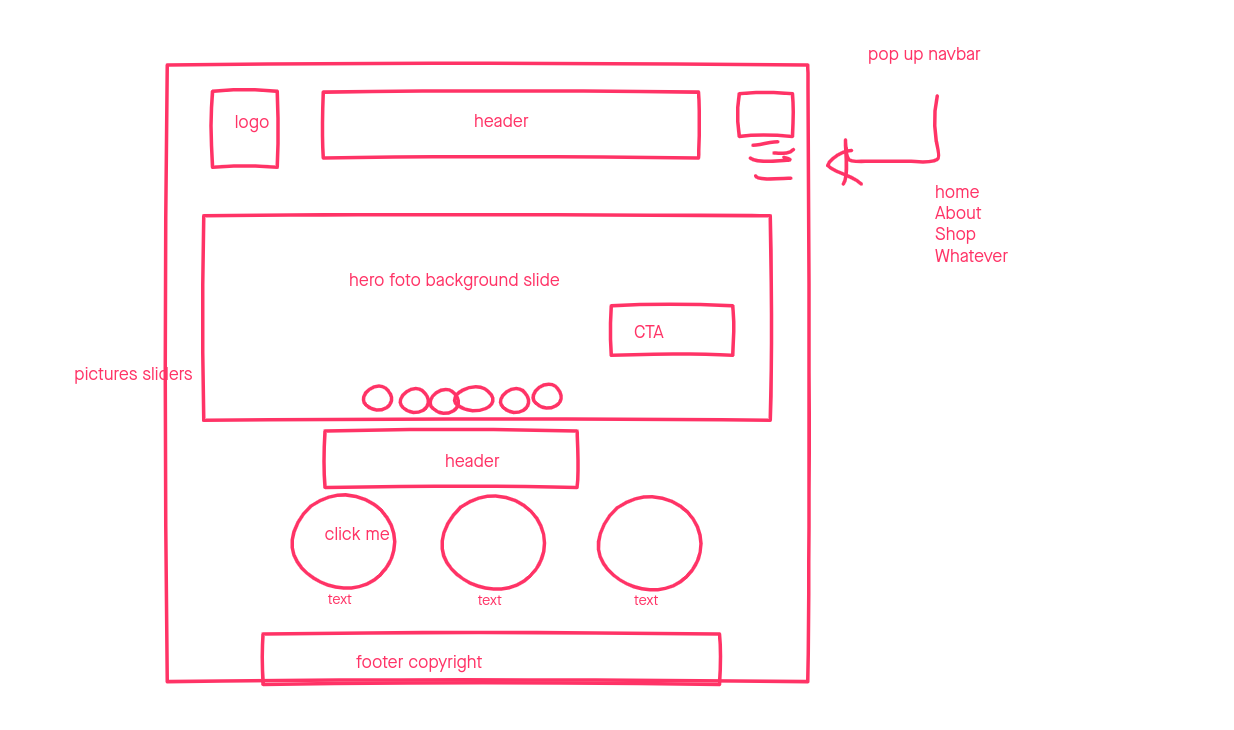 pop up navbar
logo
header
home
About
Shop
Whatever
hero foto background slide
CTA
pictures sliders
header
click me
text
text
text
footer copyright